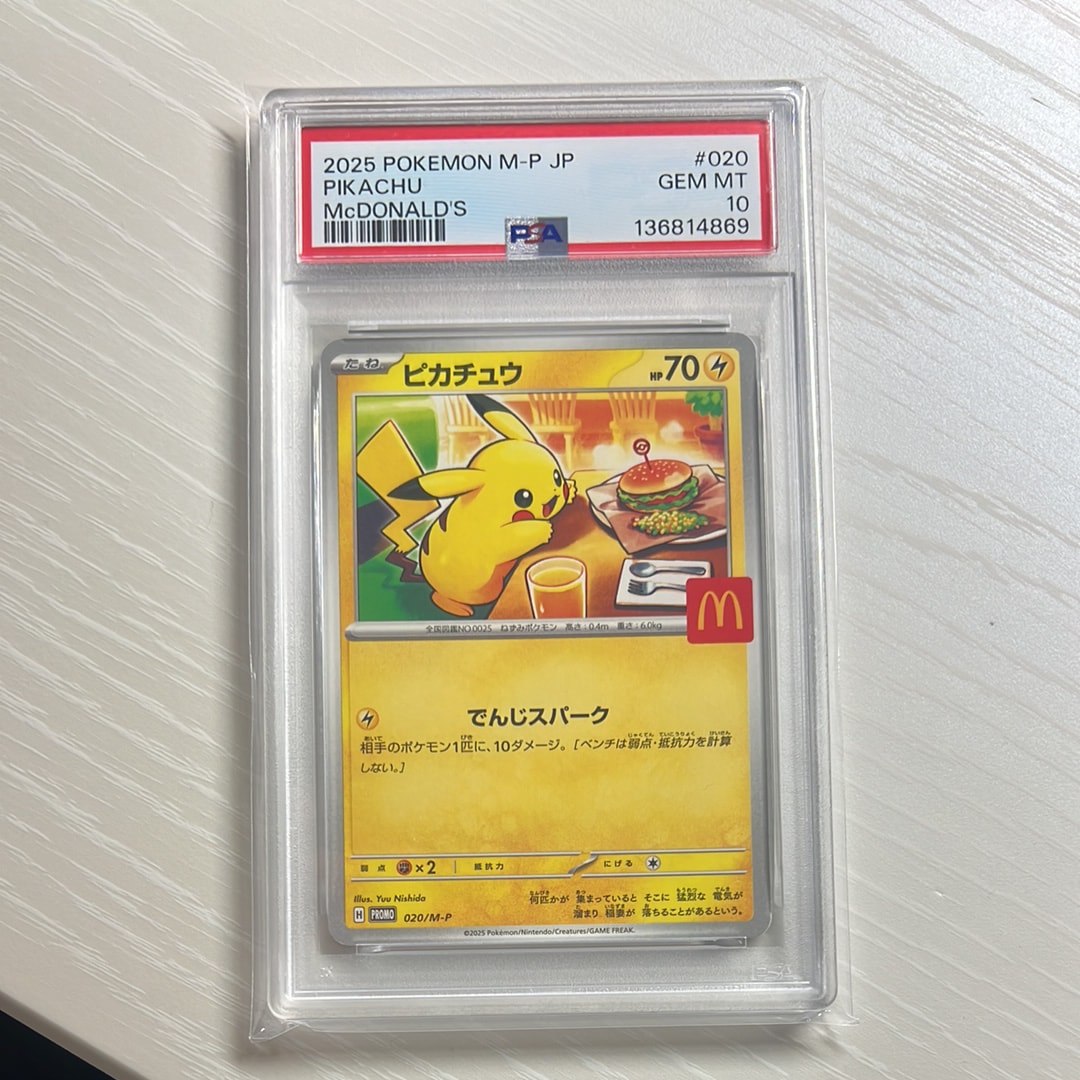 2025 POKEMON M-P JP #020
PIKACHU GEM MT
McDONALD'S 10
PSA 136814869
たね ピカチュウ HP70
M
全国図鑑NO.0025 ねずみポケモン 高さ:0.4m 重さ:6.0kg
でんじスパーク
相手のポケモン1匹に、10ダメージ。[ベンチは弱点・抵抗力を計算
しない。]
弱点 ×2 抵抗力 にげる
Illus. Yuu Nishida
何匹かが 集まっていると そこに 猛烈な 電気が
溜まり 稲妻が 落ちることがあるという。
H PROMO 020/M-P
©2025 Pokémon/Nintendo/Creatures/GAME FREAK.